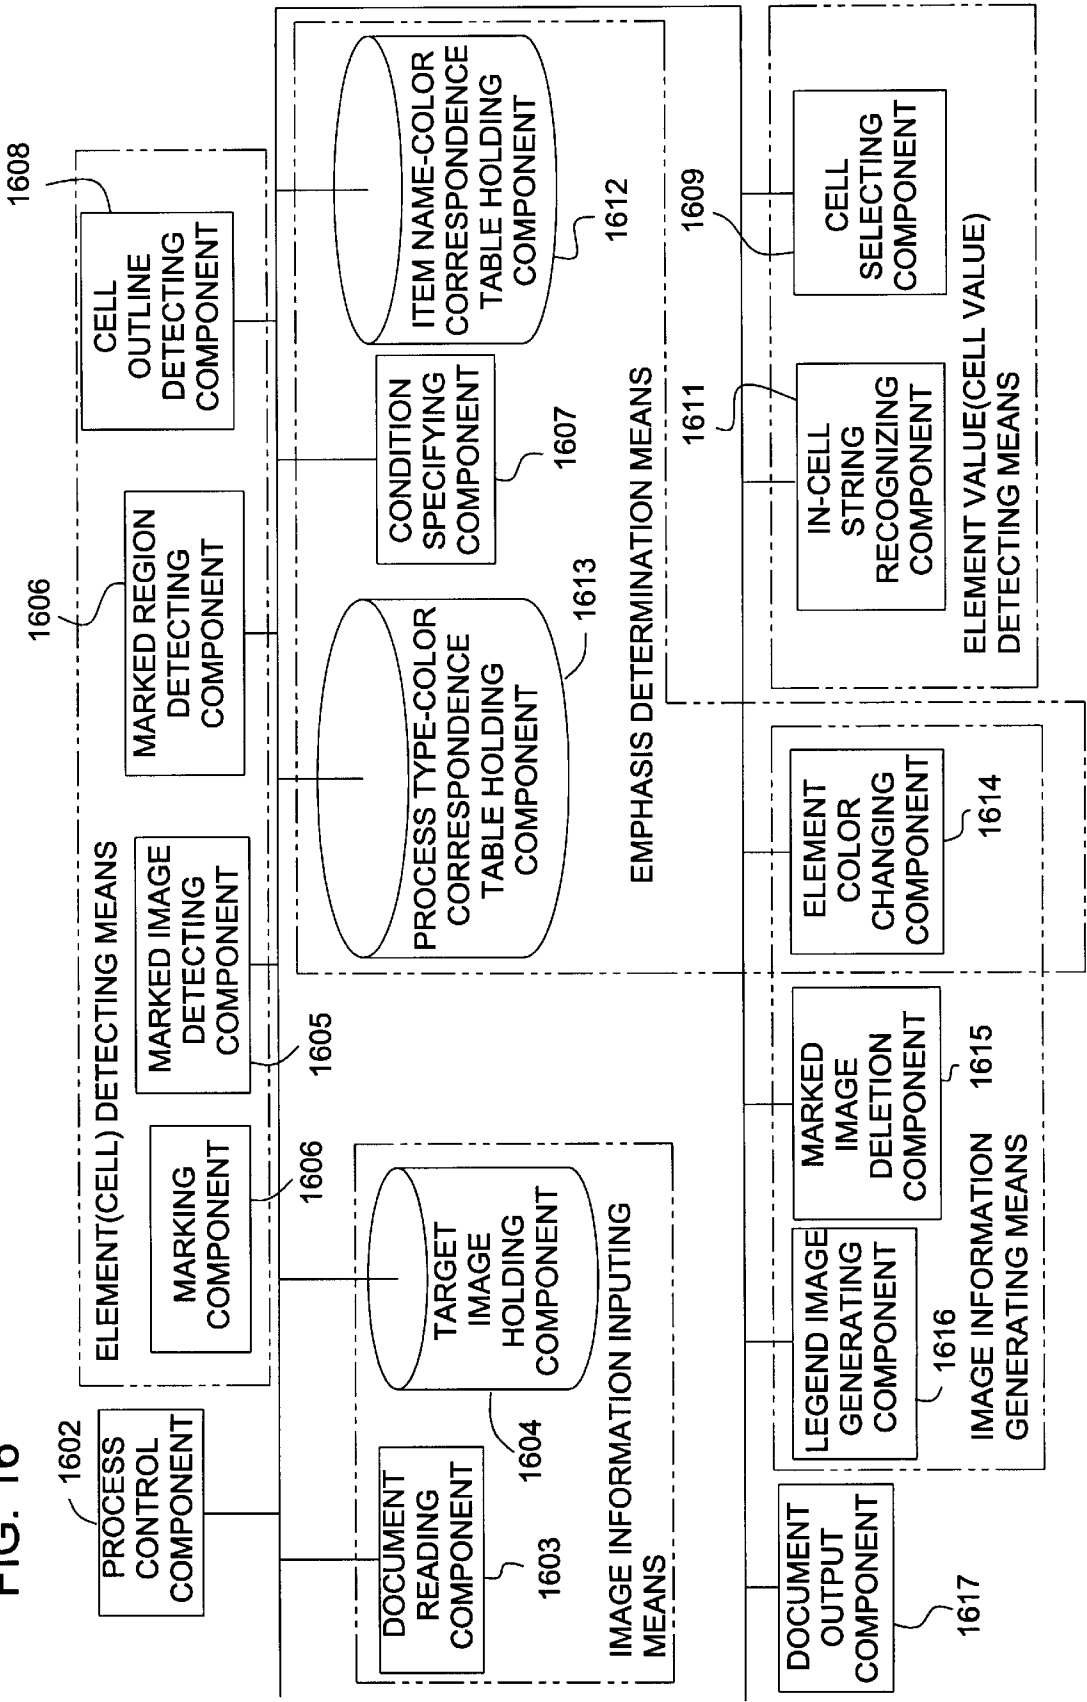 FIG. 16
1602
PROCESS
CONTROL
COMPONENT
ELEMENT(CELL) DETECTING MEANS
MARKING
COMPONENT
1606
MARKED IMAGE
DETECTING
COMPONENT
1605
1606
MARKED REGION
DETECTING
COMPONENT
1608
CELL
OUTLINE
DETECTING
COMPONENT
DOCUMENT
READING
COMPONENT
1603
TARGET
IMAGE
HOLDING
COMPONENT
1604
IMAGE INFORMATION INPUTING
MEANS
PROCESS TYPE-COLOR
CORRESPONDENCE
TABLE HOLDING
COMPONENT
1613
CONDITION
SPECIFYING
COMPONENT
1607
ITEM NAME-COLOR
CORRESPONDENCE
TABLE HOLDING
COMPONENT
1612
EMPHASIS DETERMINATION MEANS
DOCUMENT
OUTPUT
COMPONENT
1617
LEGEND IMAGE
GENERATING
COMPONENT
1616
MARKED
IMAGE
DELETION
COMPONENT
1615
ELEMENT
COLOR
CHANGING
COMPONENT
1614
IMAGE INFORMATION
GENERATING MEANS
1611
IN-CELL
STRING
RECOGNIZING
COMPONENT
1609
CELL
SELECTING
COMPONENT
ELEMENT VALUE(CELL VALUE)
DETECTING MEANS